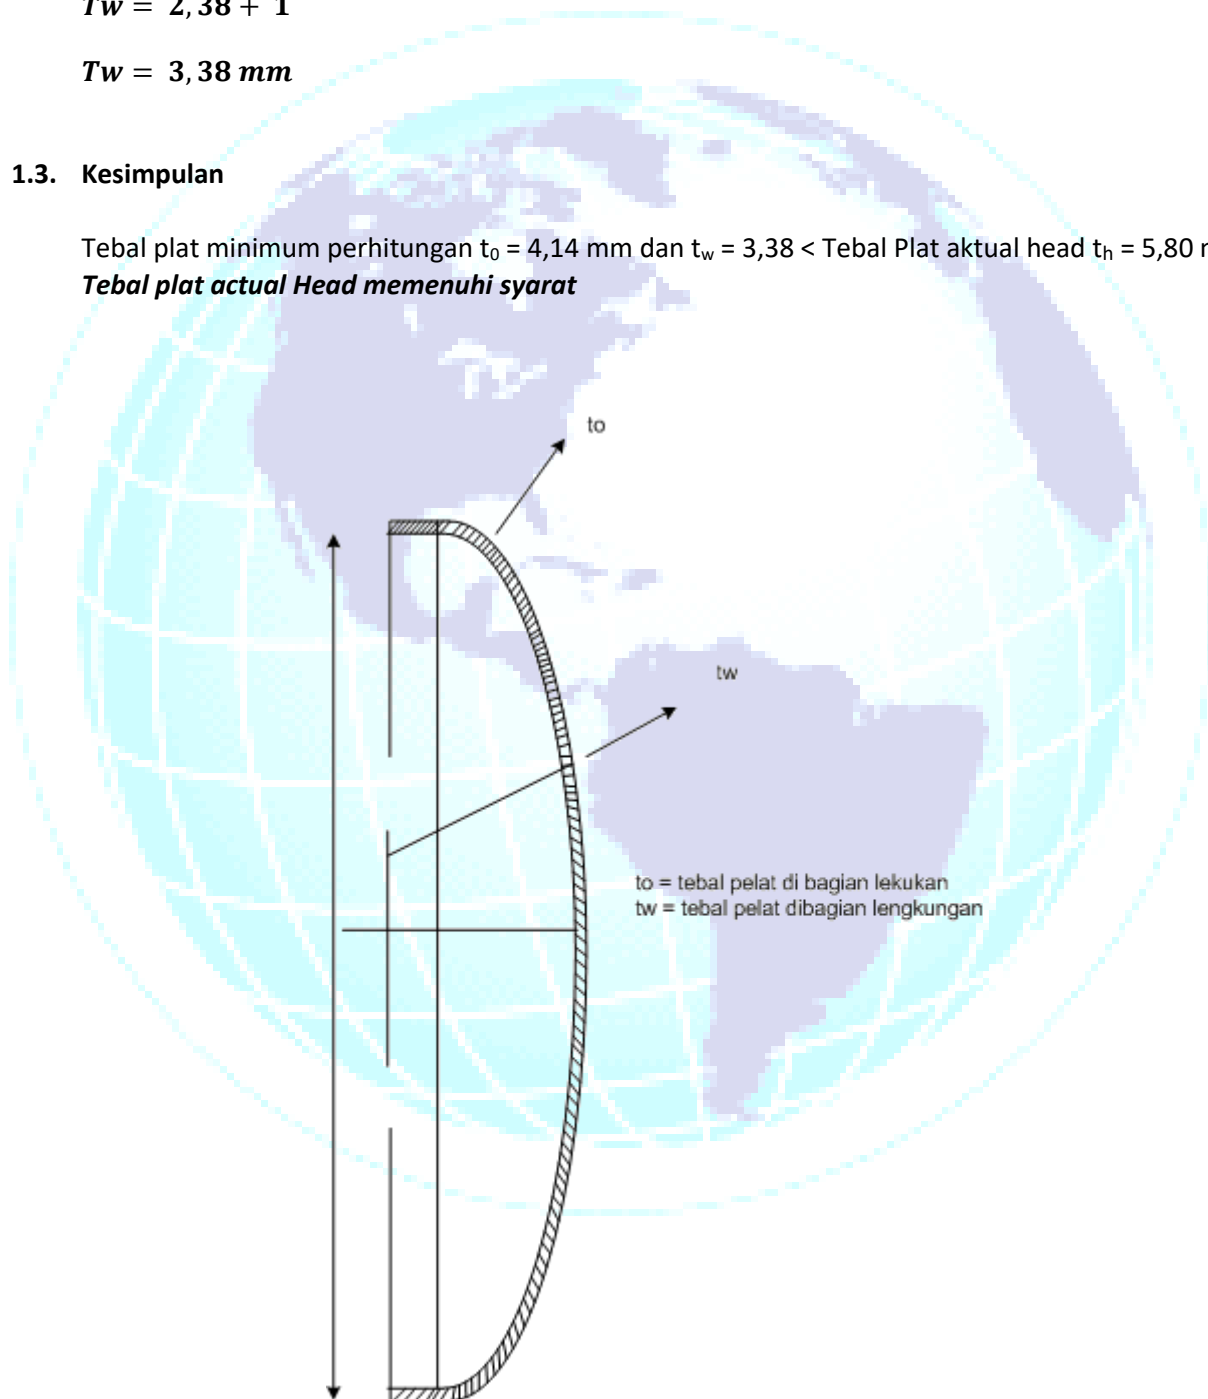 Tw = 2,38 + 1
Tw = 3,38 mm
1.3. Kesimpulan
Tebal plat minimum perhitungan t₀ = 4,14 mm dan tw = 3,38 < Tebal Plat aktual head th = 5,80
Tebal plat actual Head memenuhi syarat
to
tw
to = tebal pelat di bagian lekukan
tw = tebal pelat dibagian lengkungan